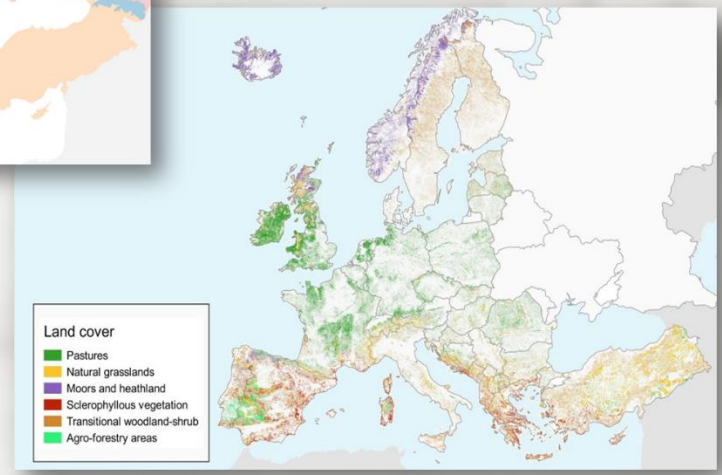 Land cover
Pastures
Natural grasslands
Moors and heathland
Sclerophyllous vegetation
Transitional woodland-shrub
Agro-forestry areas